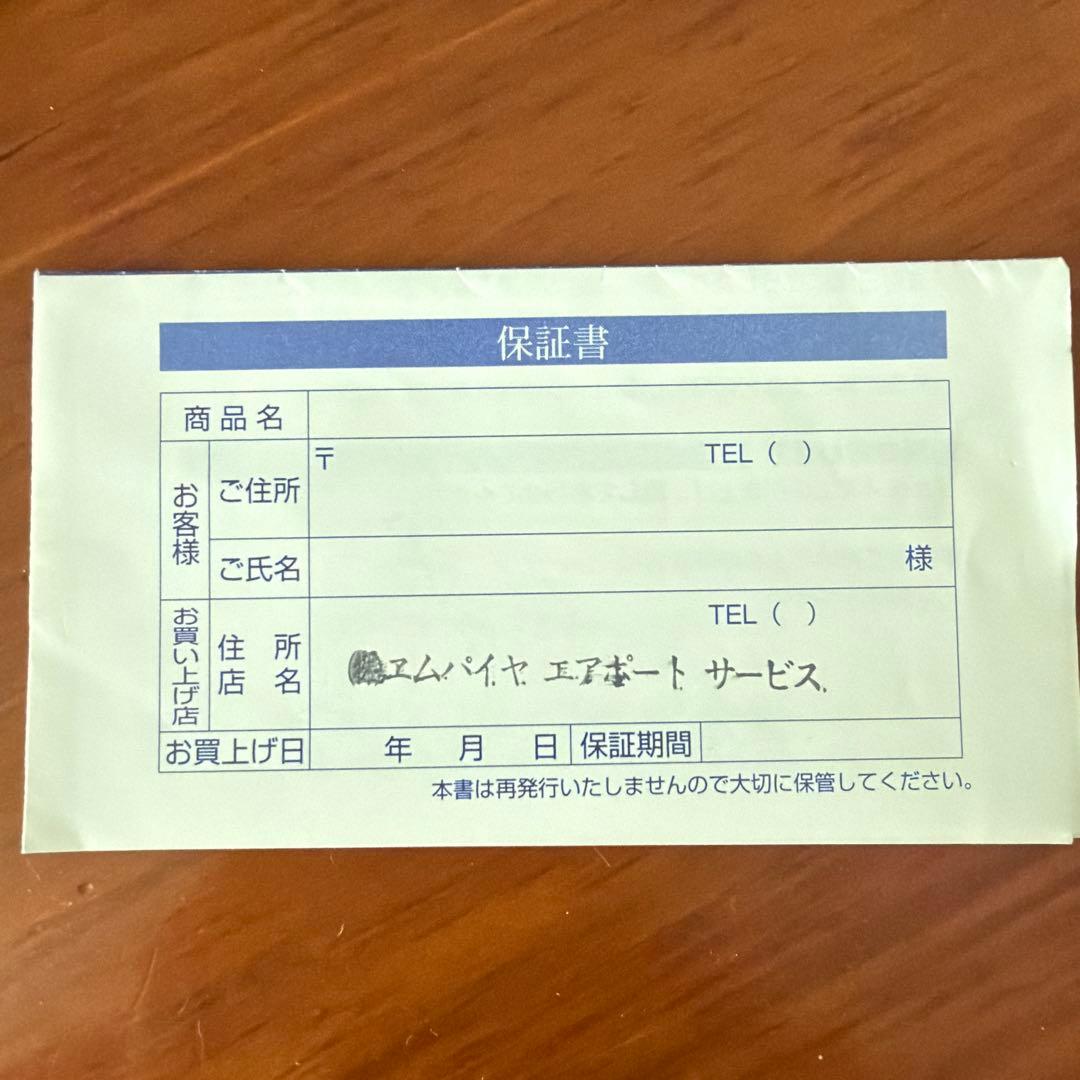 保証書
商品名
お客様
ご住所
〒 TEL( )
ご氏名 様
お買い上げ店
住所
店名
TEL( )
エムパイヤ エアポート サービス
お買上げ日 年 月 日 保証期間
本書は再発行いたしませんので大切に保管してください。